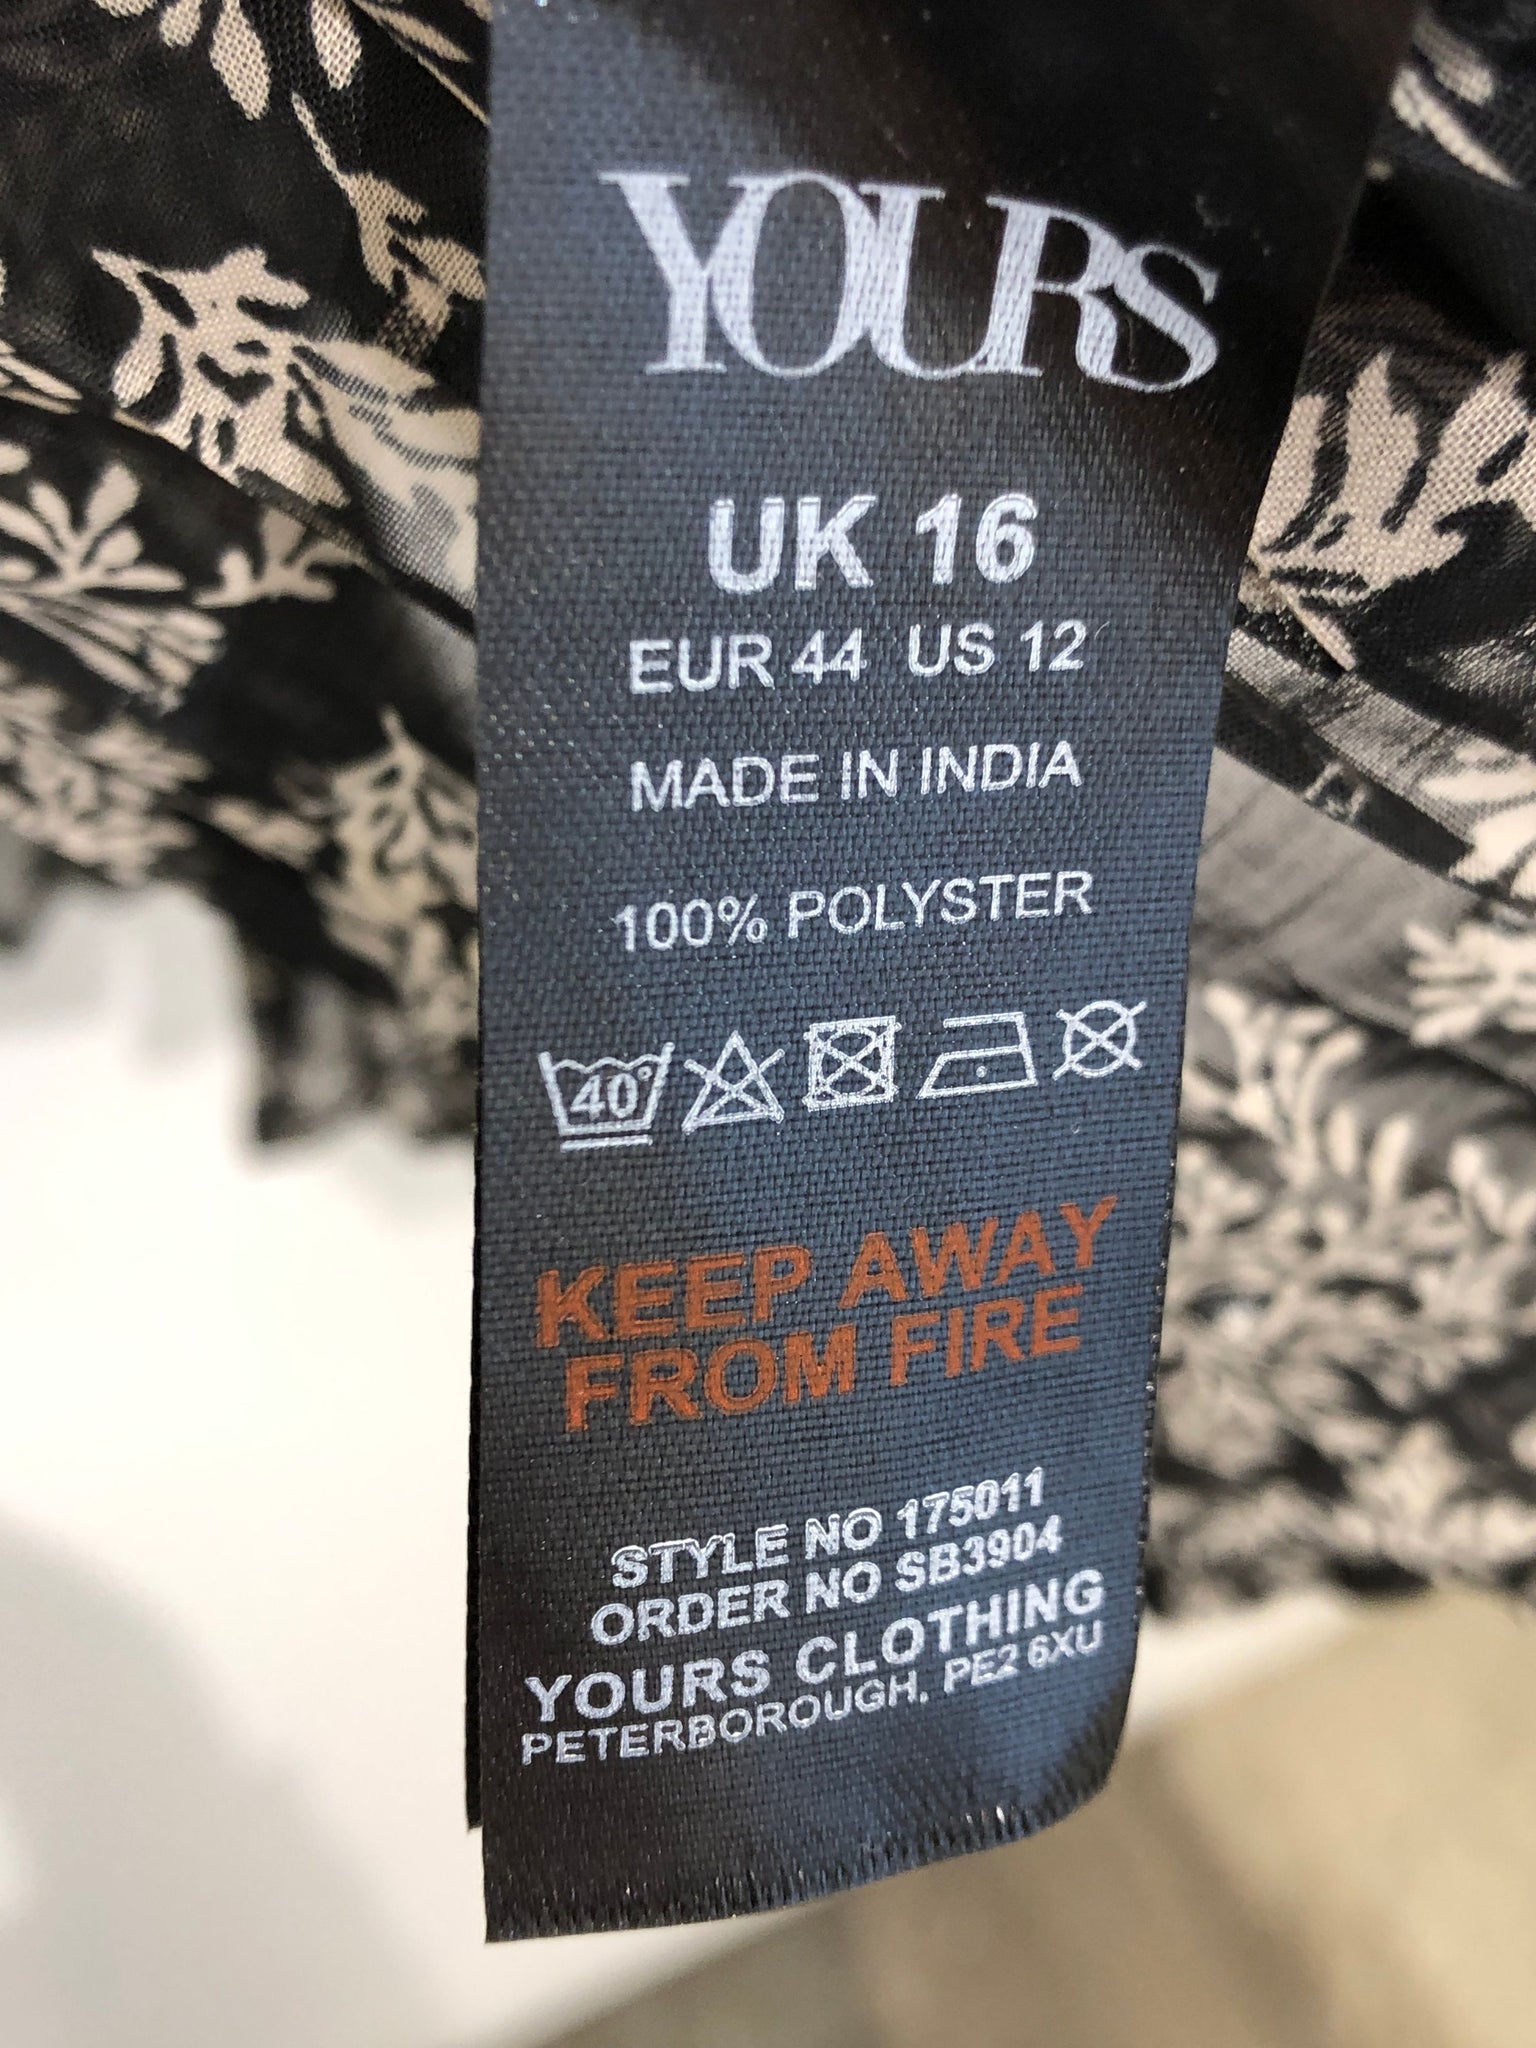 YOURS
UK 16
EUR 44 US 12
MADE IN INDIA
100% POLYSTER
40°
KEEP AWAY
FROM FIRE
STYLE NO 175011
ORDER NO SB3904
YOURS CLOTHING
PETERBOROUGH, PE2 6XU